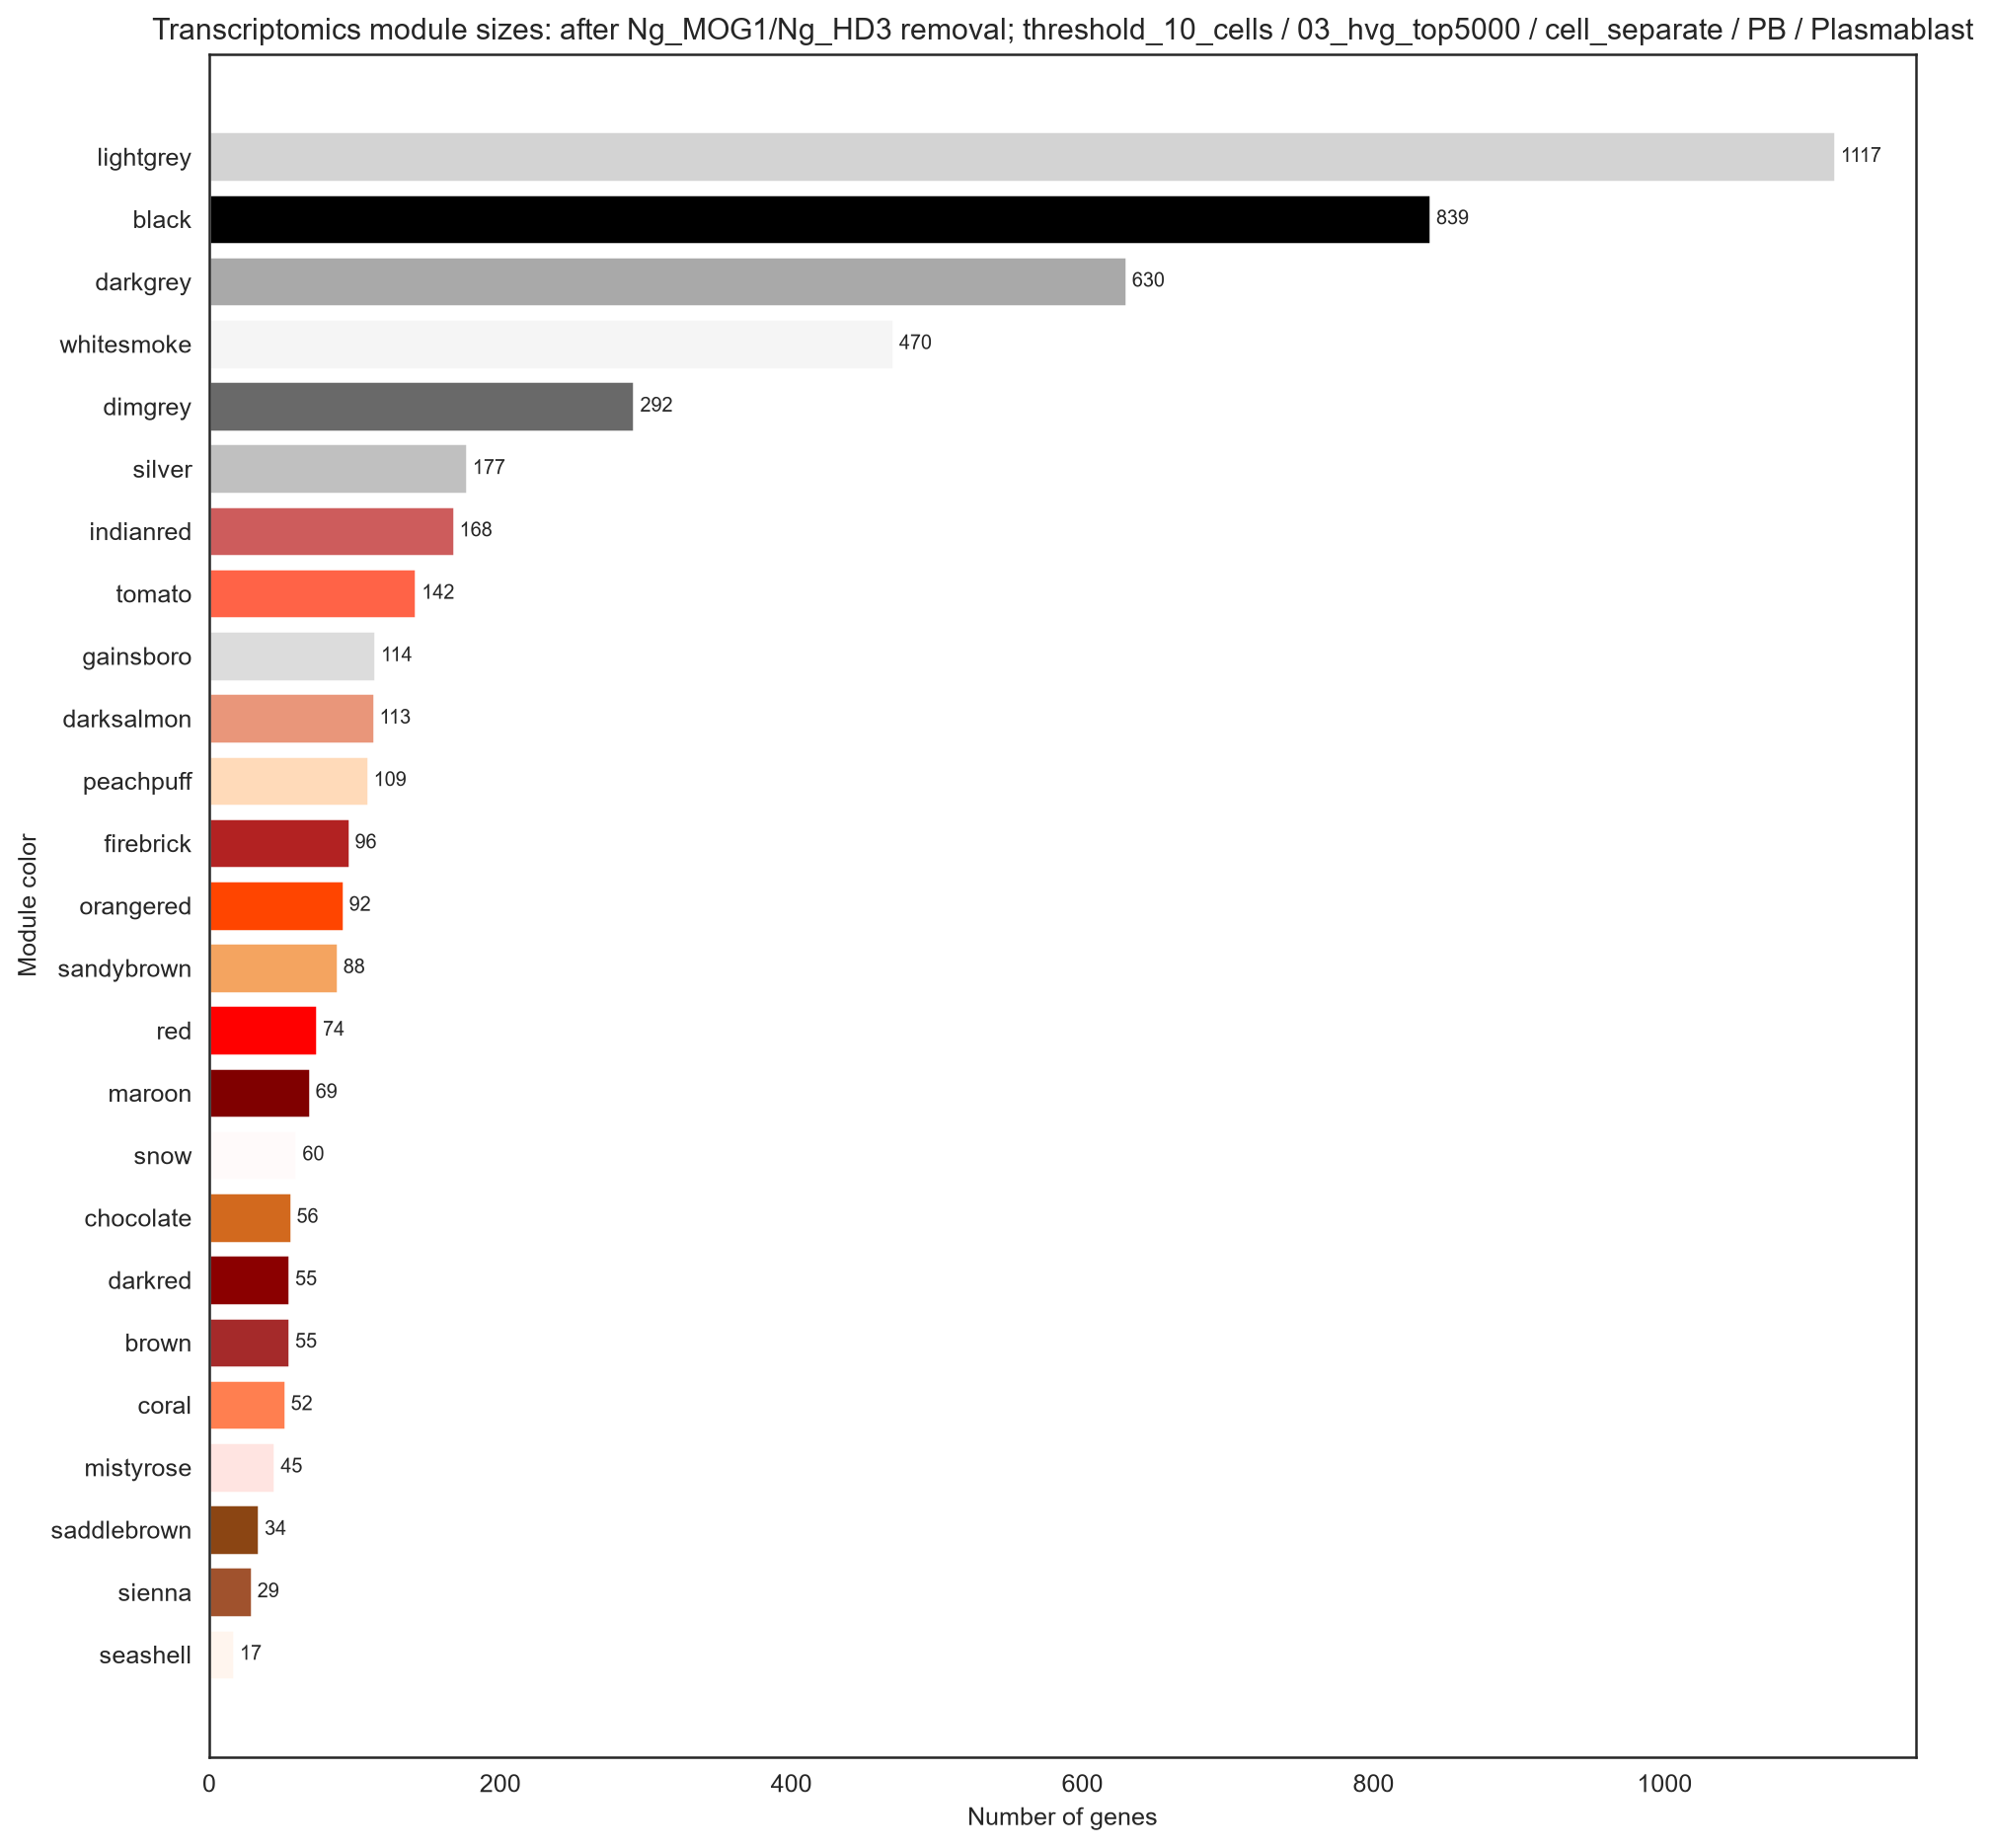 Transcriptomics module sizes: after Ng_MOG1/Ng_HD3 removal; threshold_10_cells / 03_hvg_top5000 / cell_separate / PB / Plasmablast
lightgrey 1117
black 839
darkgrey 630
whitesmoke 470
dimgrey 292
silver 177
indianred 168
tomato 142
gainsboro 114
darksalmon 113
peachpuff 109
firebrick 96
orangered 92
sandybrown 88
red 74
maroon 69
snow 60
chocolate 56
darkred 55
brown 55
coral 52
mistyrose 45
saddlebrown 34
sienna 29
seashell 17
Module color
0 200 400 600 800 1000
Number of genes